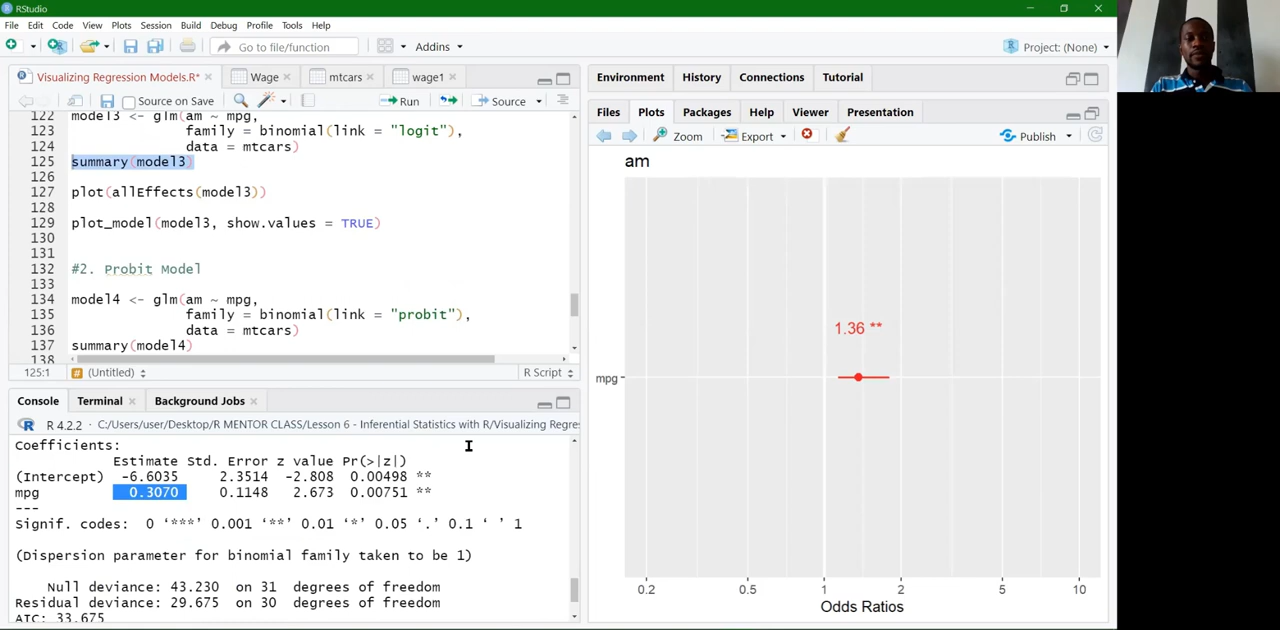 RStudio
File Edit Code View Plots Session Build Debug Profile Tools Help
Go to file/function
Addins
Project: (None)
Visualizing Regression Models.R*
Wage
mtcars
wage1
Source on Save
Run
Source
122 model3 <- glm(am ~ mpg,
123 family = binomial(link = "logit"),
124 data = mtcars)
125 summary(model3)
126
127 plot(allEffects(model3))
128
129 plot_model(model3, show.values = TRUE)
130
131
132 #2. Probit Model
133
134 model4 <- glm(am ~ mpg,
135 family = binomial(link = "probit"),
136 data = mtcars)
137 summary(model4)
138
125:1 (Untitled) R Script
Console Terminal Background Jobs
R 4.2.2 · C:/Users/user/Desktop/R MENTOR CLASS/Lesson 6 - Inferential Statistics with R/Visualizing Regre
Coefficients:
Estimate Std. Error z value Pr(>|z|)
(Intercept) -6.6035 2.3514 -2.808 0.00498 **
mpg 0.3070 0.1148 2.673 0.00751 **
---
Signif. codes: 0 ‘***’ 0.001 ‘**’ 0.01 ‘*’ 0.05 ‘.’ 0.1 ‘ ’ 1
(Dispersion parameter for binomial family taken to be 1)
Null deviance: 43.230 on 31 degrees of freedom
Residual deviance: 29.675 on 30 degrees of freedom
AIC: 33.675
Environment History Connections Tutorial
Files Plots Packages Help Viewer Presentation
Zoom Export Publish
am
1.36 **
mpg
0.2 0.5 1 2 5 10
Odds Ratios